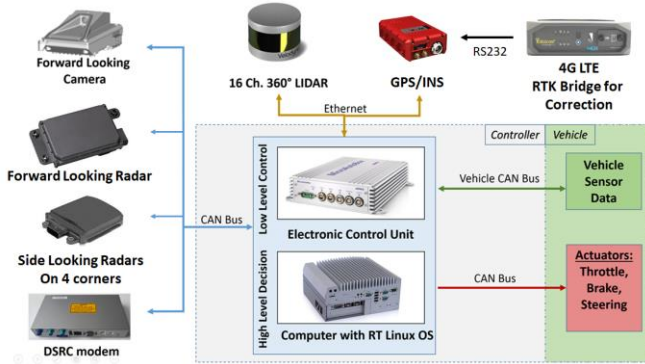 Forward Looking
Camera
Forward Looking Radar
Side Looking Radars
On 4 corners
DSRC modem
CAN Bus
16 Ch. 360° LIDAR
GPS/INS
RS232
4G LTE
RTK Bridge for
Correction
Ethernet
Controller
Vehicle
Low Level Control
Electronic Control Unit
High Level Decision
Computer with RT Linux OS
Vehicle CAN Bus
Vehicle
Sensor
Data
CAN Bus
Actuators:
Throttle,
Brake,
Steering